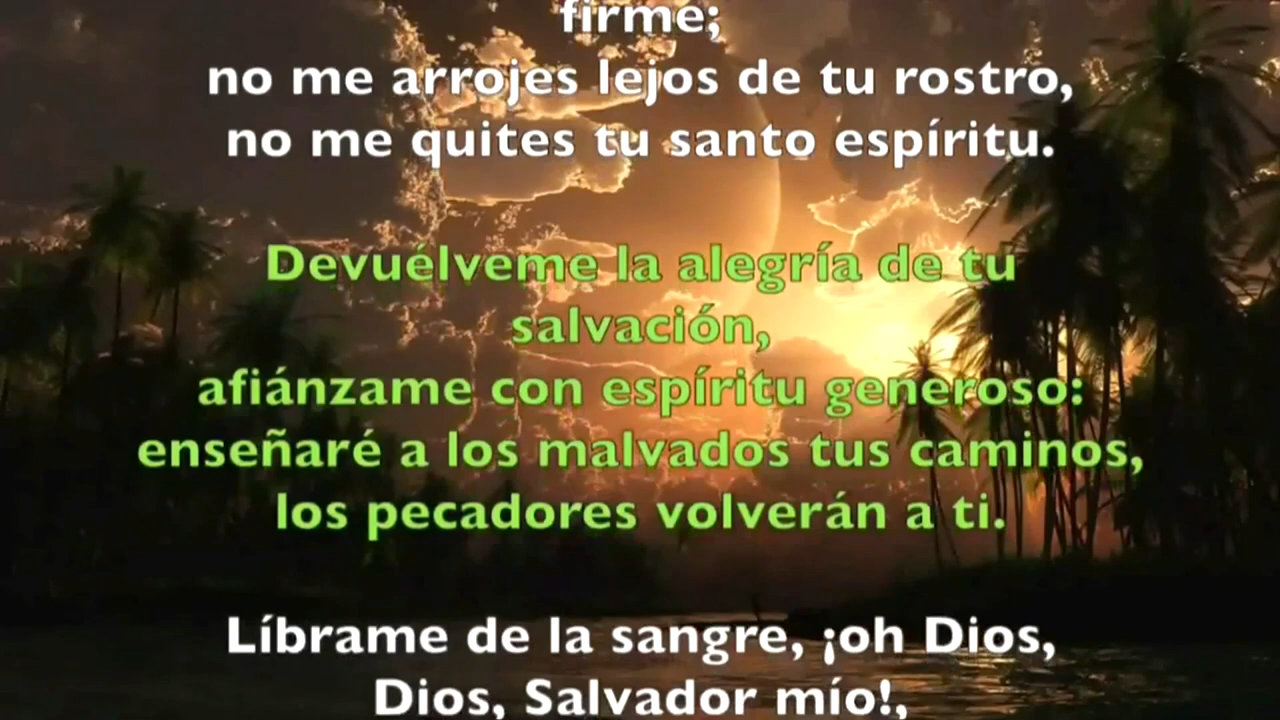 firme;
no me arrojes lejos de tu rostro,
no me quites tu santo espíritu.
Devuélveme la alegría de tu
salvación,
afiánzame con espíritu generoso:
enseñaré a los malvados tus caminos,
los pecadores volverán a ti.
Líbrame de la sangre, ¡oh Dios,
Dios, Salvador mío!,